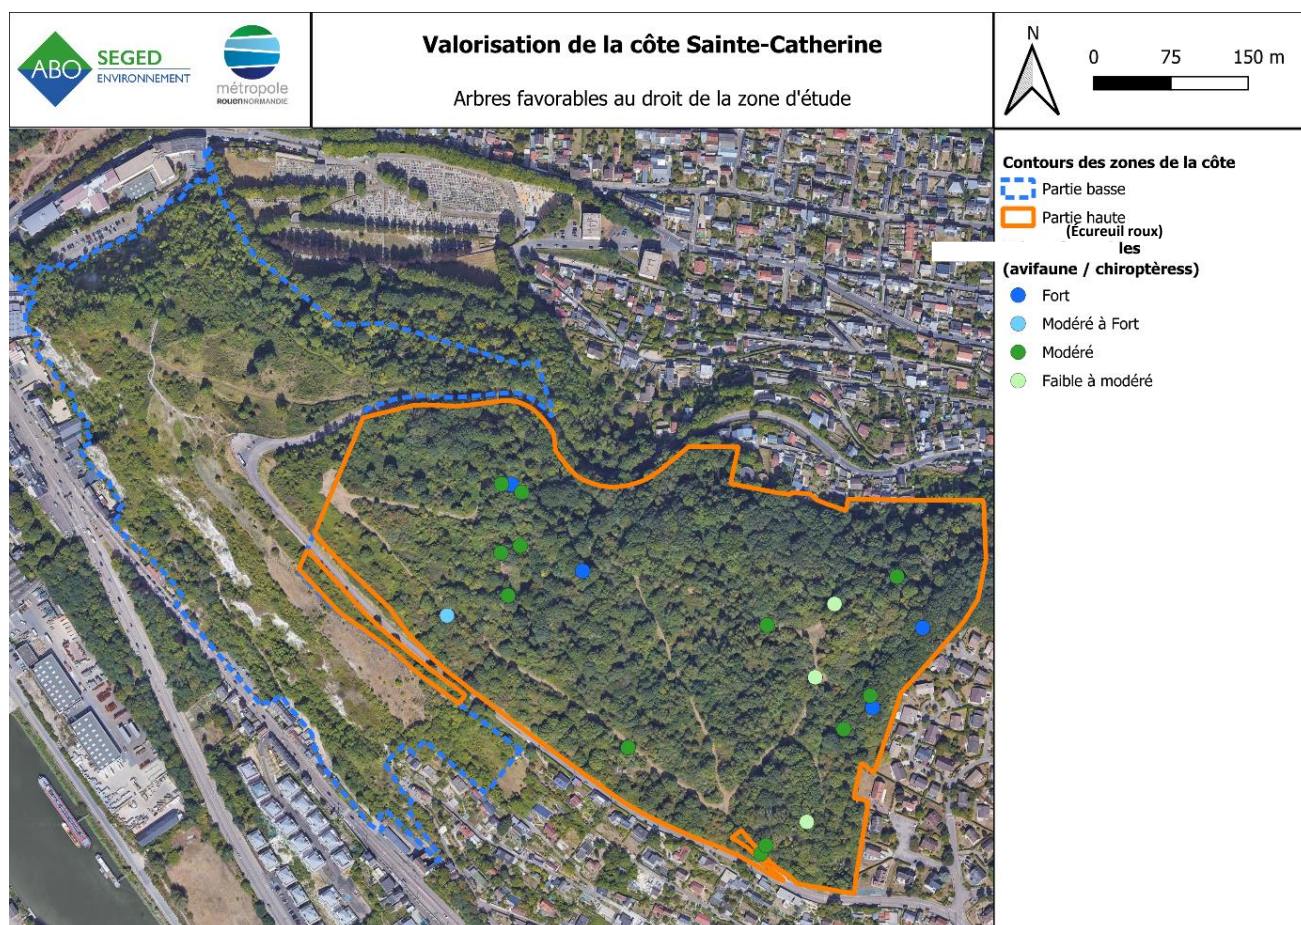 ABO
SEGED
ENVIRONNEMENT
métropole
ROUENNORMANDIE
Valorisation de la côte Sainte-Catherine
Arbres favorables au droit de la zone d'étude
N
0 75 150 m
Contours des zones de la côte
Partie basse
Partie haute
(Écureuil roux)
les
(avifaune / chiroptèress)
Fort
Modéré à Fort
Modéré
Faible à modéré